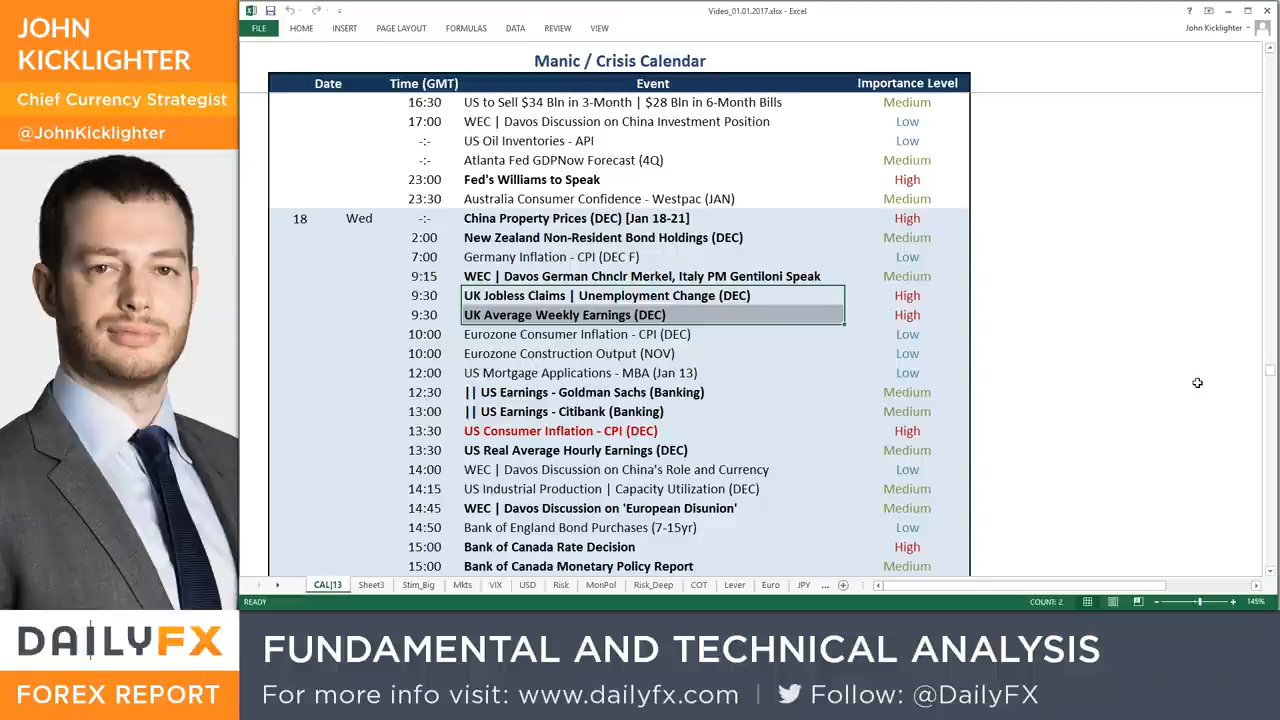 JOHN
KICKLIGHTER
Chief Currency Strategist
@JohnKicklighter
DAILYFX
FOREX REPORT
Video_01.01.2017.xlsx - Excel
FILE HOME INSERT PAGE LAYOUT FORMULAS DATA REVIEW VIEW John Kicklighter
Manic / Crisis Calendar
Date Time (GMT) Event Importance Level
16:30 US to Sell $34 Bln in 3-Month | $28 Bln in 6-Month Bills Medium
17:00 WEC | Davos Discussion on China Investment Position Low
-:- US Oil Inventories - API Low
-:- Atlanta Fed GDPNow Forecast (4Q) Medium
23:00 Fed's Williams to Speak High
23:30 Australia Consumer Confidence - Westpac (JAN) Medium
18 Wed -:- China Property Prices (DEC) [Jan 18-21] High
2:00 New Zealand Non-Resident Bond Holdings (DEC) Medium
7:00 Germany Inflation - CPI (DEC F) Low
9:15 WEC | Davos German Chnclr Merkel, Italy PM Gentiloni Speak Medium
9:30 UK Jobless Claims | Unemployment Change (DEC) High
9:30 UK Average Weekly Earnings (DEC) High
10:00 Eurozone Consumer Inflation - CPI (DEC) Low
10:00 Eurozone Construction Output (NOV) Low
12:00 US Mortgage Applications - MBA (Jan 13) Low
12:30 || US Earnings - Goldman Sachs (Banking) Medium
13:00 || US Earnings - Citibank (Banking) Medium
13:30 US Consumer Inflation - CPI (DEC) High
13:30 US Real Average Hourly Earnings (DEC) Medium
14:00 WEC | Davos Discussion on China's Role and Currency Low
14:15 US Industrial Production | Capacity Utilization (DEC) Medium
14:45 WEC | Davos Discussion on 'European Disunion' Medium
14:50 Bank of England Bond Purchases (7-15yr) Low
15:00 Bank of Canada Rate Decision High
15:00 Bank of Canada Monetary Policy Report Medium
CAL|13 Sheet3 Stim_Big Mkts VIX USD Risk MonPol Risk_Deep COT Lever Euro JPY ...
READY COUNT: 2 145%
FUNDAMENTAL AND TECHNICAL ANALYSIS
For more info visit: www.dailyfx.com | Follow: @DailyFX